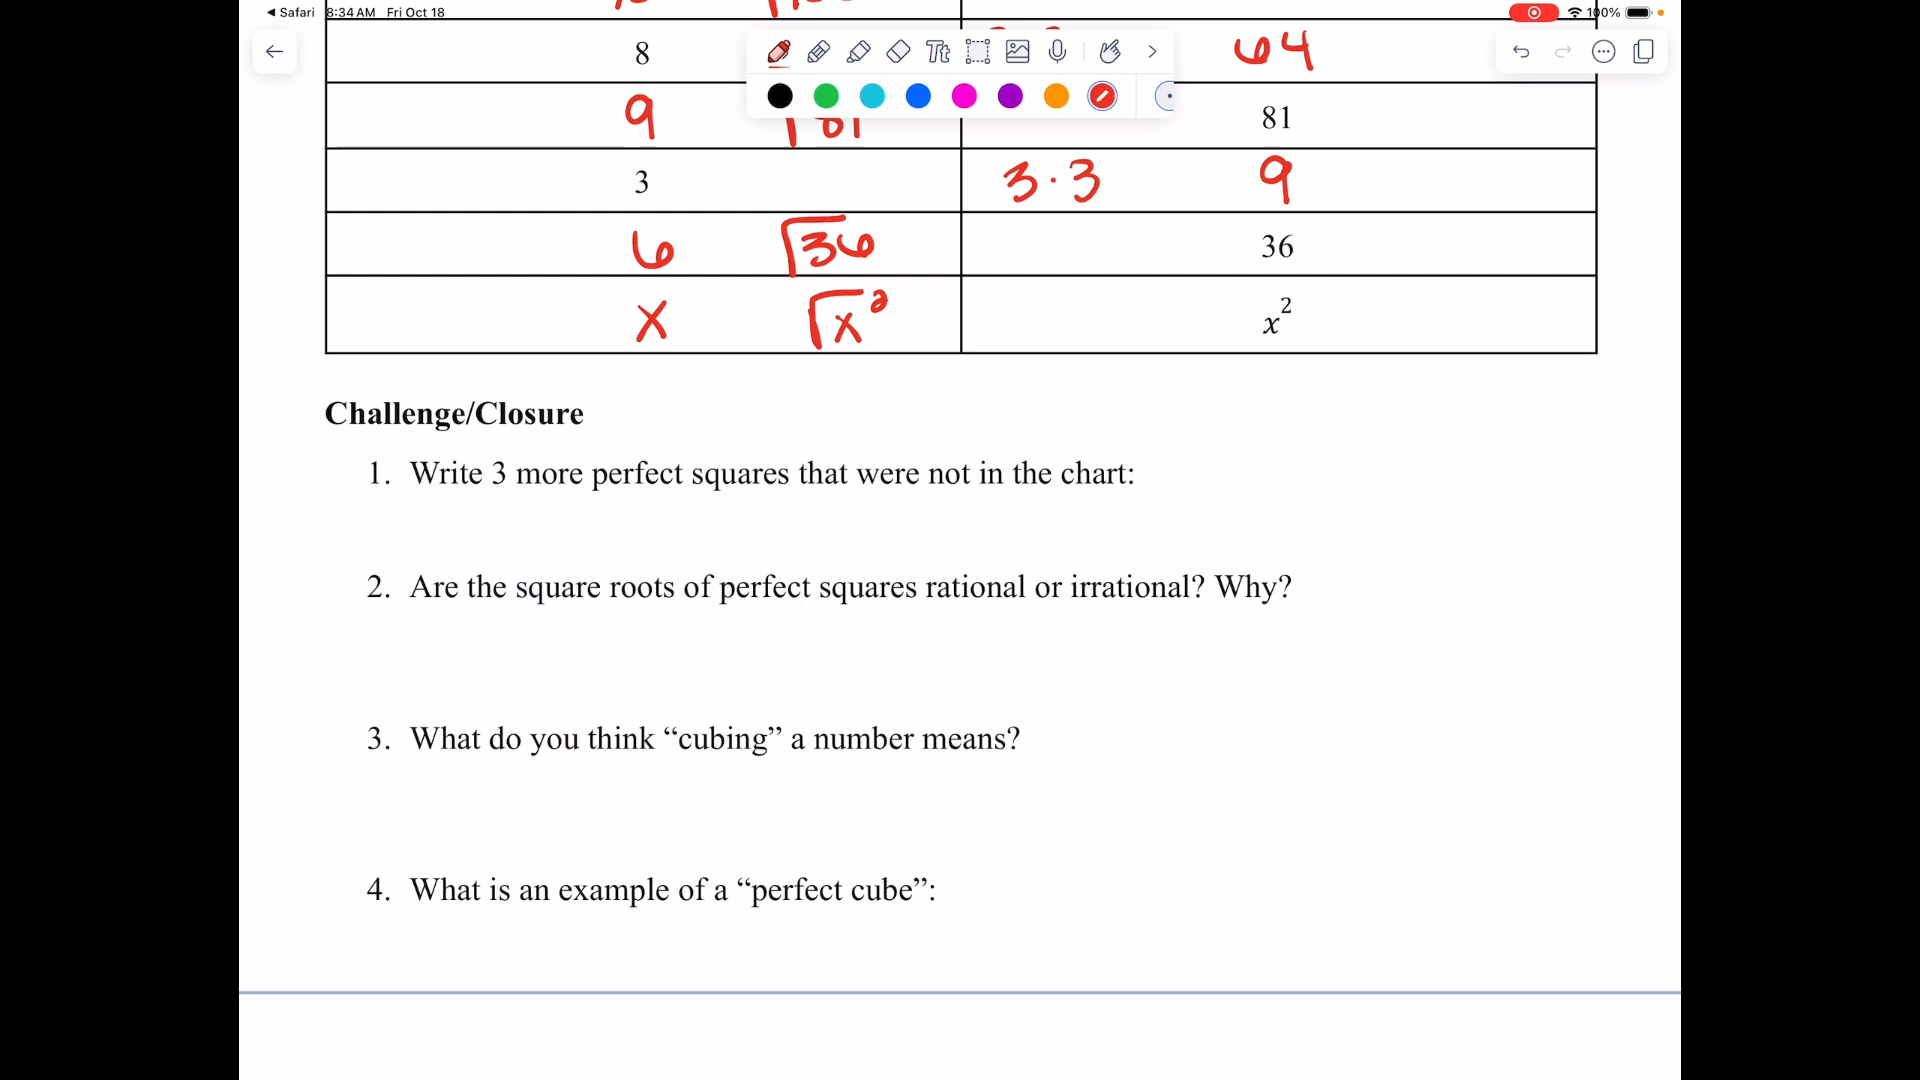 Safari 8:34 AM Fri Oct 18 100%
8 64
9 √81 81
3 3·3 9
6 √36 36
x √x² x²
Tt
Challenge/Closure
1. Write 3 more perfect squares that were not in the chart:
2. Are the square roots of perfect squares rational or irrational? Why?
3. What do you think “cubing” a number means?
4. What is an example of a “perfect cube”: